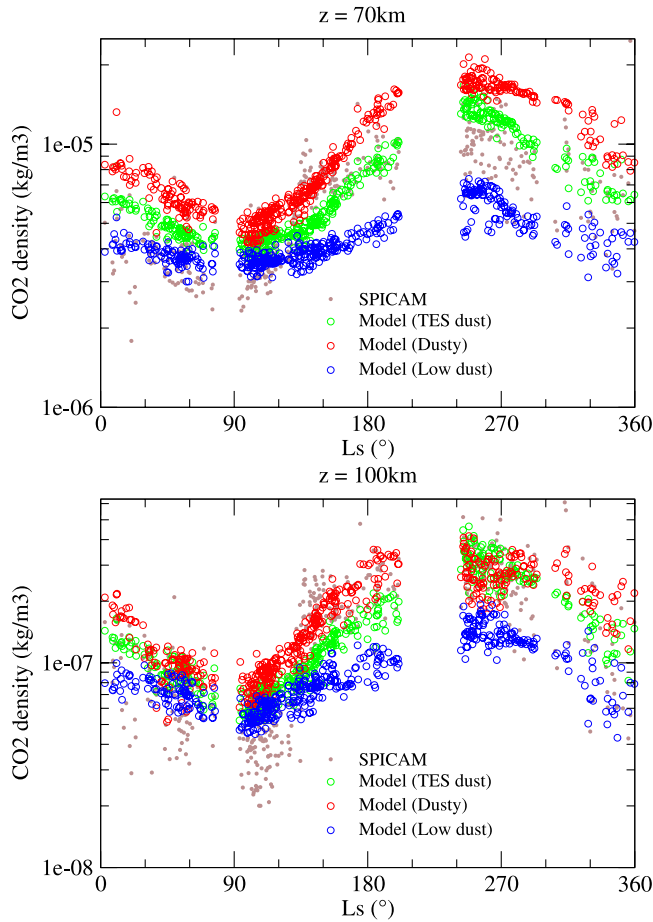 z = 70km
1e-05
CO2 density (kg/m3)
SPICAM
Model (TES dust)
Model (Dusty)
Model (Low dust)
1e-06
0 90 180 270 360
Ls (°)
z = 100km
1e-07
CO2 density (kg/m3)
SPICAM
Model (TES dust)
Model (Dusty)
Model (Low dust)
1e-08
0 90 180 270 360
Ls (°)